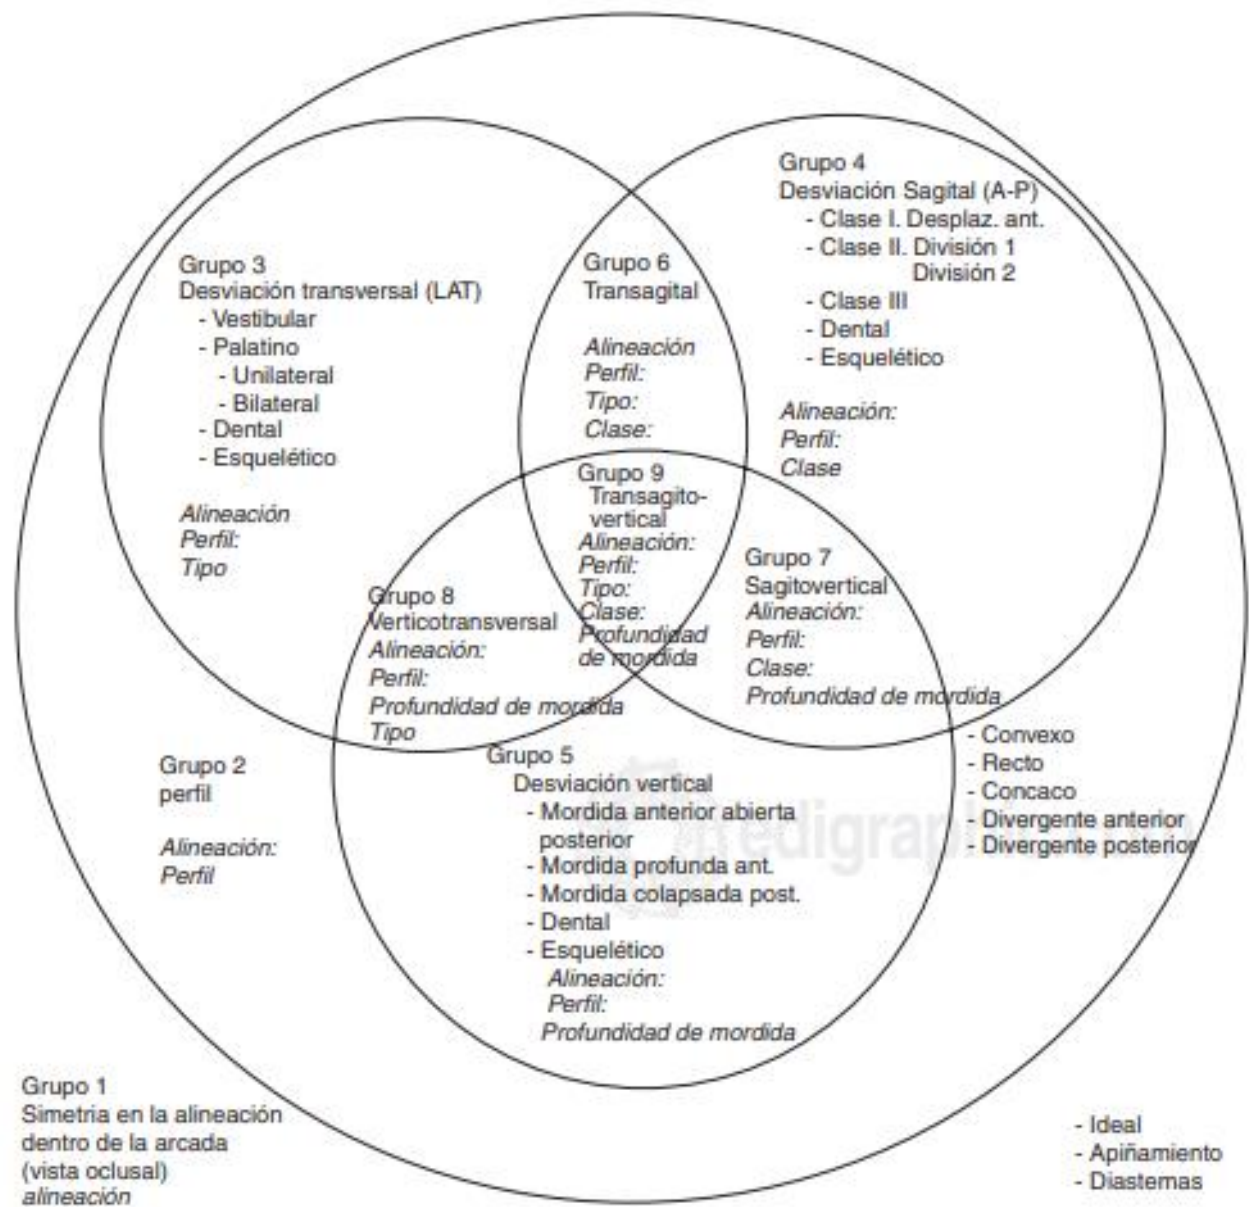 Grupo 4
Desviación Sagital (A-P)
- Clase I. Desplaz. ant.
- Clase II. División 1
División 2
- Clase III
- Dental
- Esquelético
Alineación:
Perfil:
Clase
Grupo 3
Desviación transversal (LAT)
- Vestibular
- Palatino
- Unilateral
- Bilateral
- Dental
- Esquelético
Alineación
Perfil:
Tipo
Grupo 6
Transagital
Alineación
Perfil:
Tipo:
Clase:
Grupo 9
Transagito-
vertical
Alineación:
Perfil:
Tipo:
Clase:
Profundidad
de mordida
Grupo 7
Sagitovertical
Alineación:
Perfil:
Clase:
Profundidad de mordida
Grupo 8
Verticotransversal
Alineación:
Perfil:
Profundidad de mordida
Tipo
Grupo 5
Desviación vertical
- Mordida anterior abierta
posterior
- Mordida profunda ant.
- Mordida colapsada post.
- Dental
- Esquelético
Alineación:
Perfil:
Profundidad de mordida
Grupo 2
perfil
Alineación:
Perfil
- Convexo
- Recto
- Concaco
- Divergente anterior
- Divergente posterior
edigraphic.com
Grupo 1
Simetria en la alineación
dentro de la arcada
(vista oclusal)
alineación
- Ideal
- Apiñamiento
- Diastemas